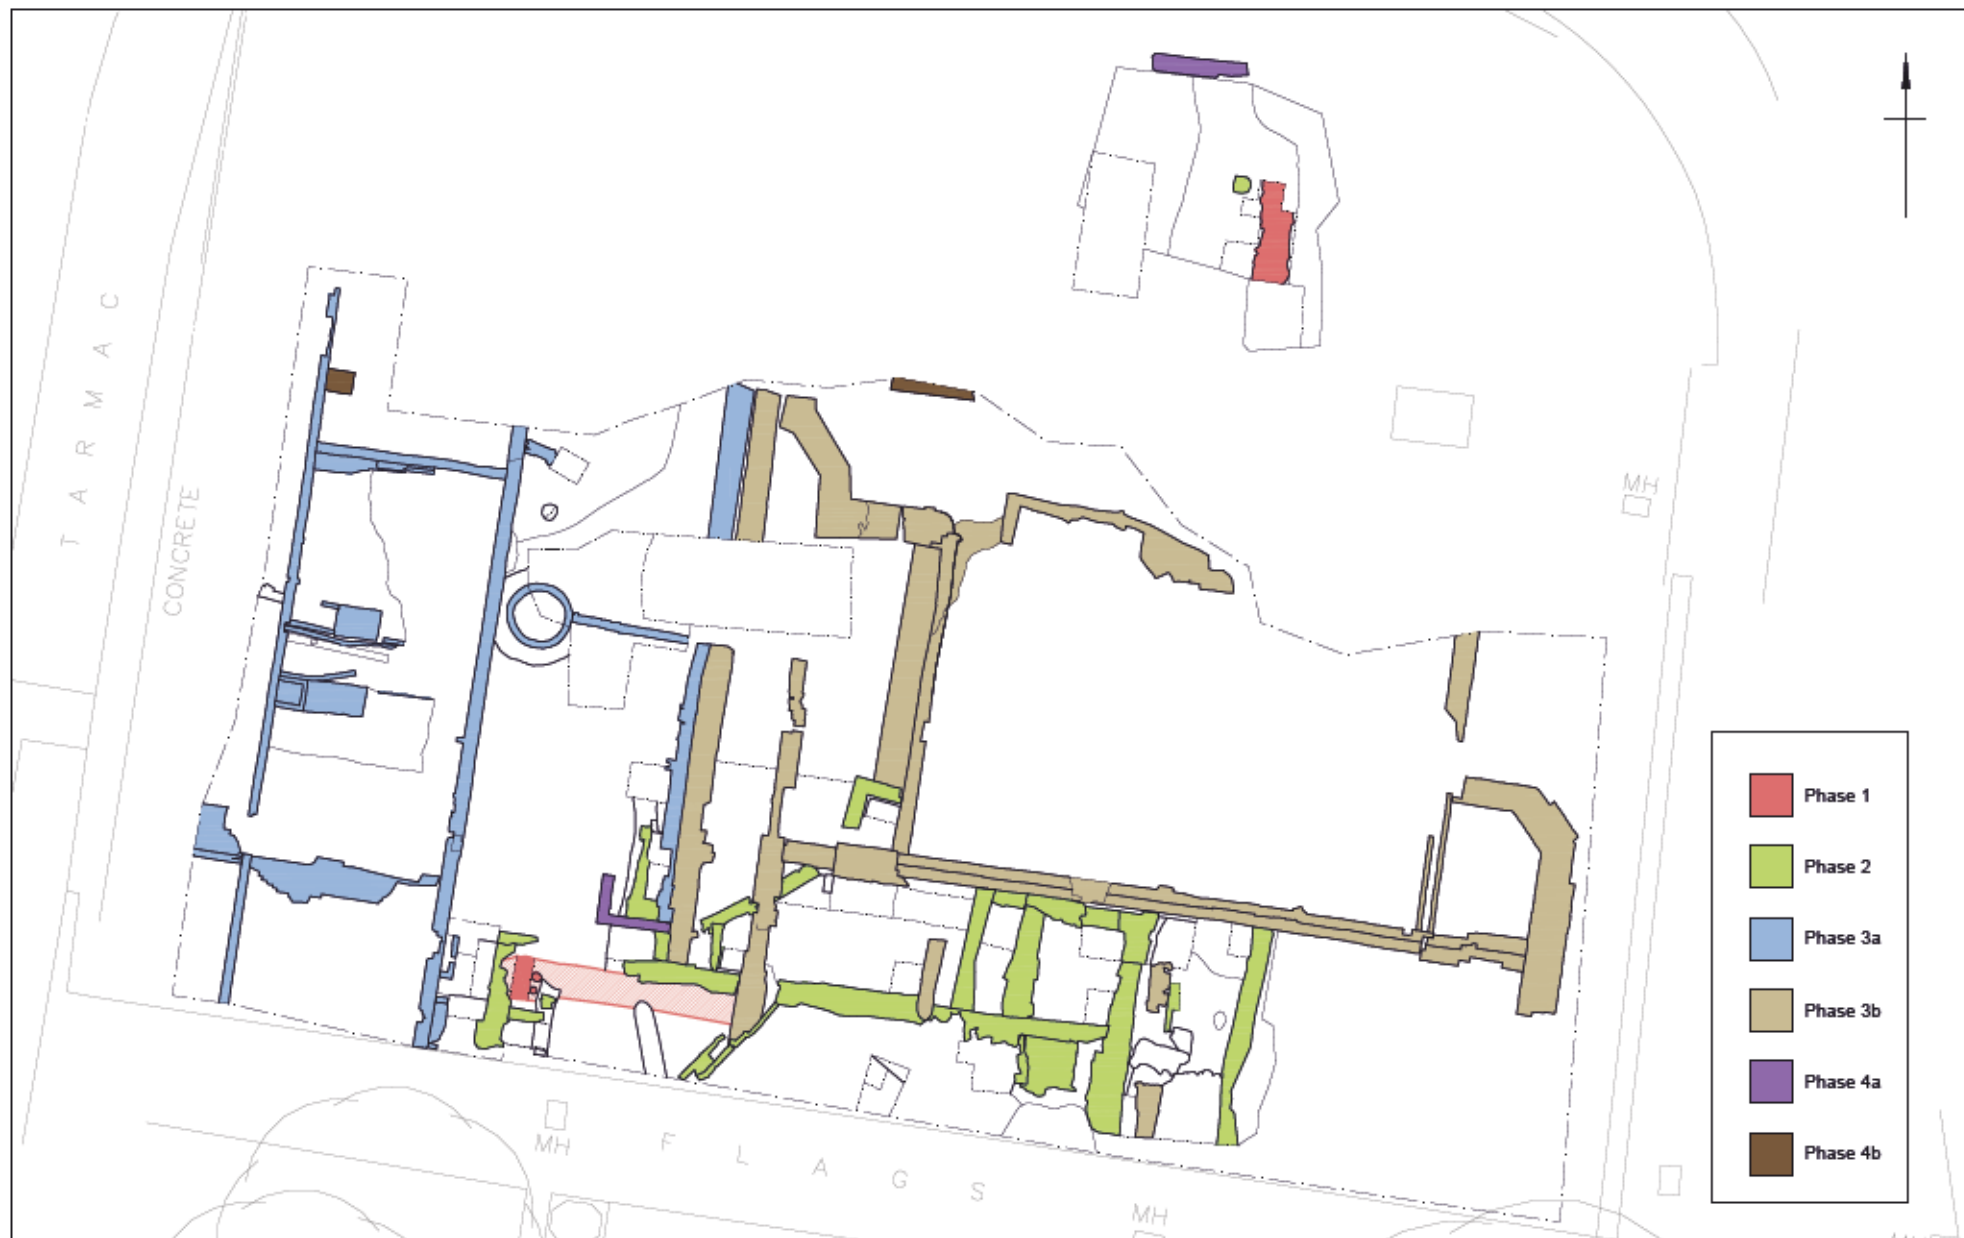 TARMAC
CONCRETE
MH
Phase 1
Phase 2
Phase 3a
Phase 3b
Phase 4a
Phase 4b
MH
FLAGS
MH